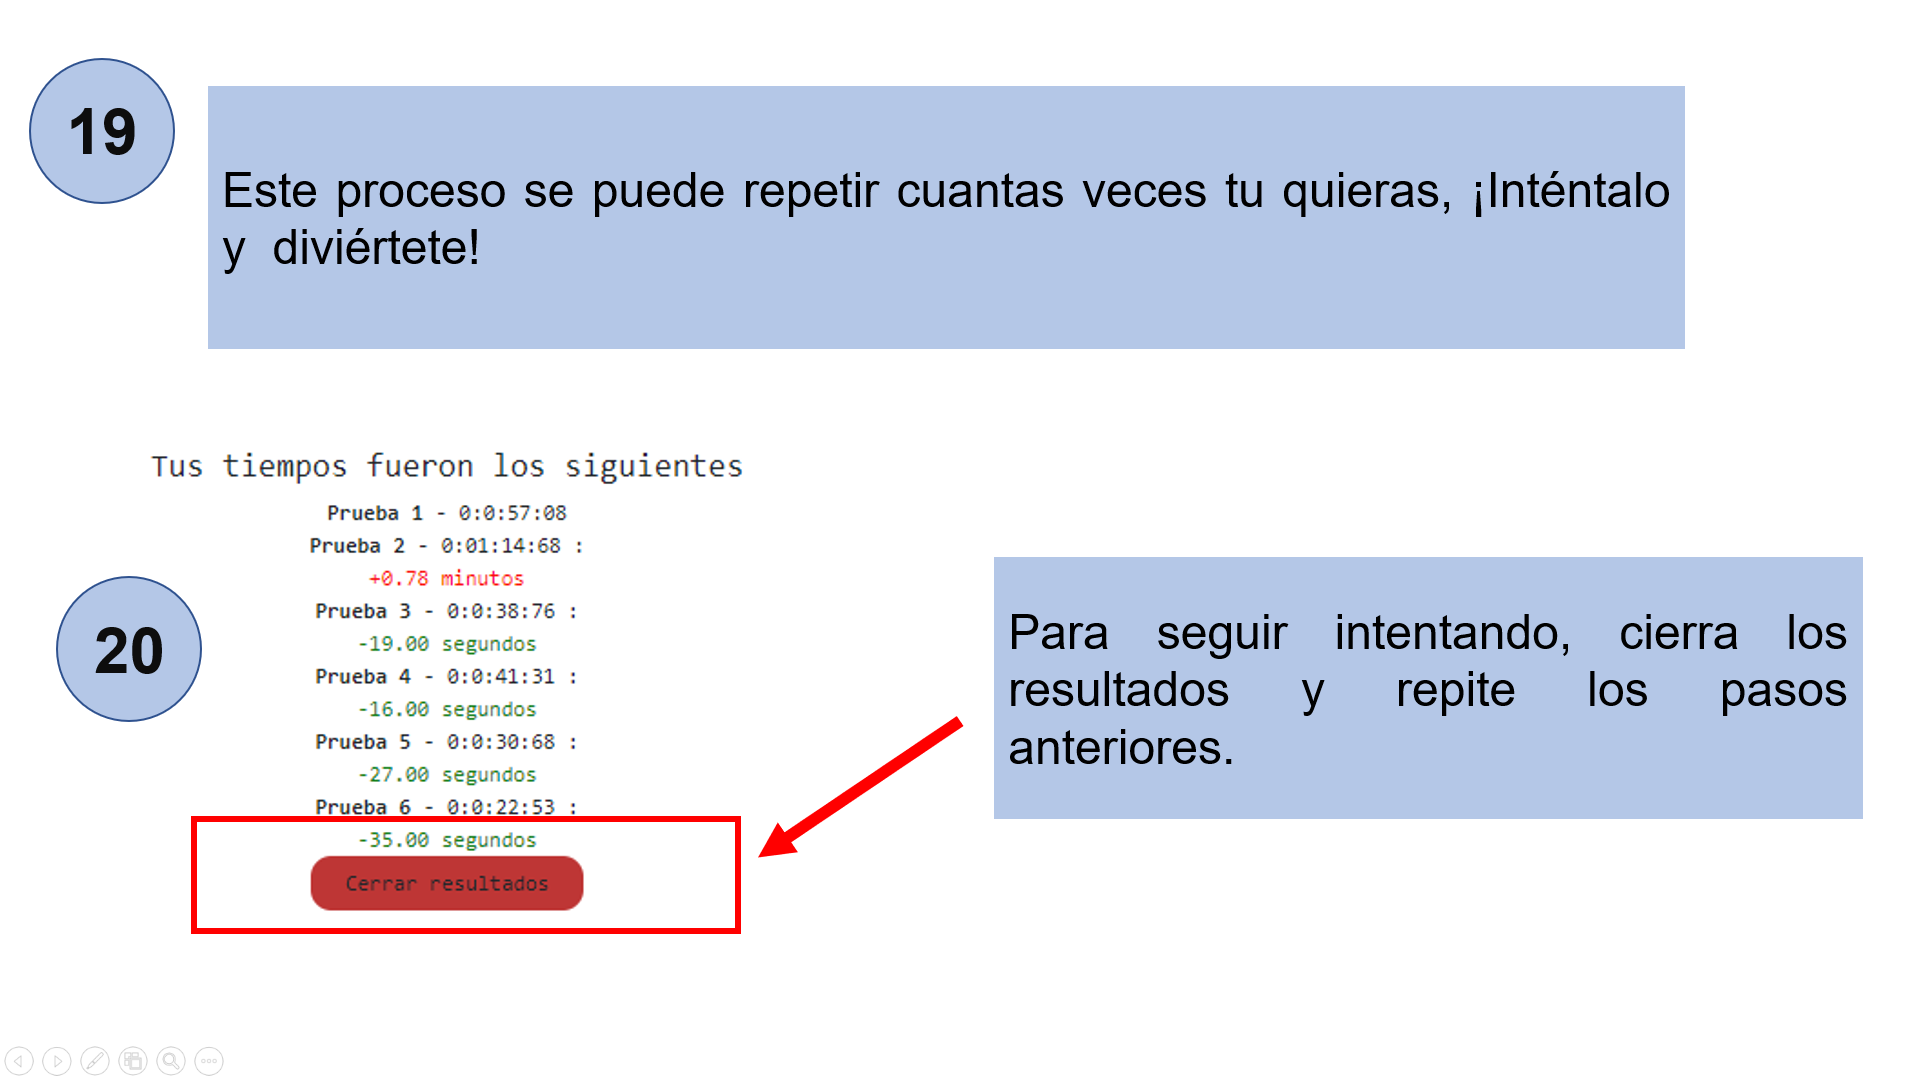 19
Este proceso se puede repetir cuantas veces tu quieras, ¡Inténtalo
y diviértete!
Tus tiempos fueron los siguientes
Prueba 1 - 0:0:57:08
Prueba 2 - 0:01:14:68 :
+0.78 minutos
Prueba 3 - 0:0:38:76 :
-19.00 segundos
Prueba 4 - 0:0:41:31 :
-16.00 segundos
Prueba 5 - 0:0:30:68 :
-27.00 segundos
Prueba 6 - 0:0:22:53 :
-35.00 segundos
Cerrar resultados
20
Para seguir intentando, cierra los
resultados y repite los pasos
anteriores.